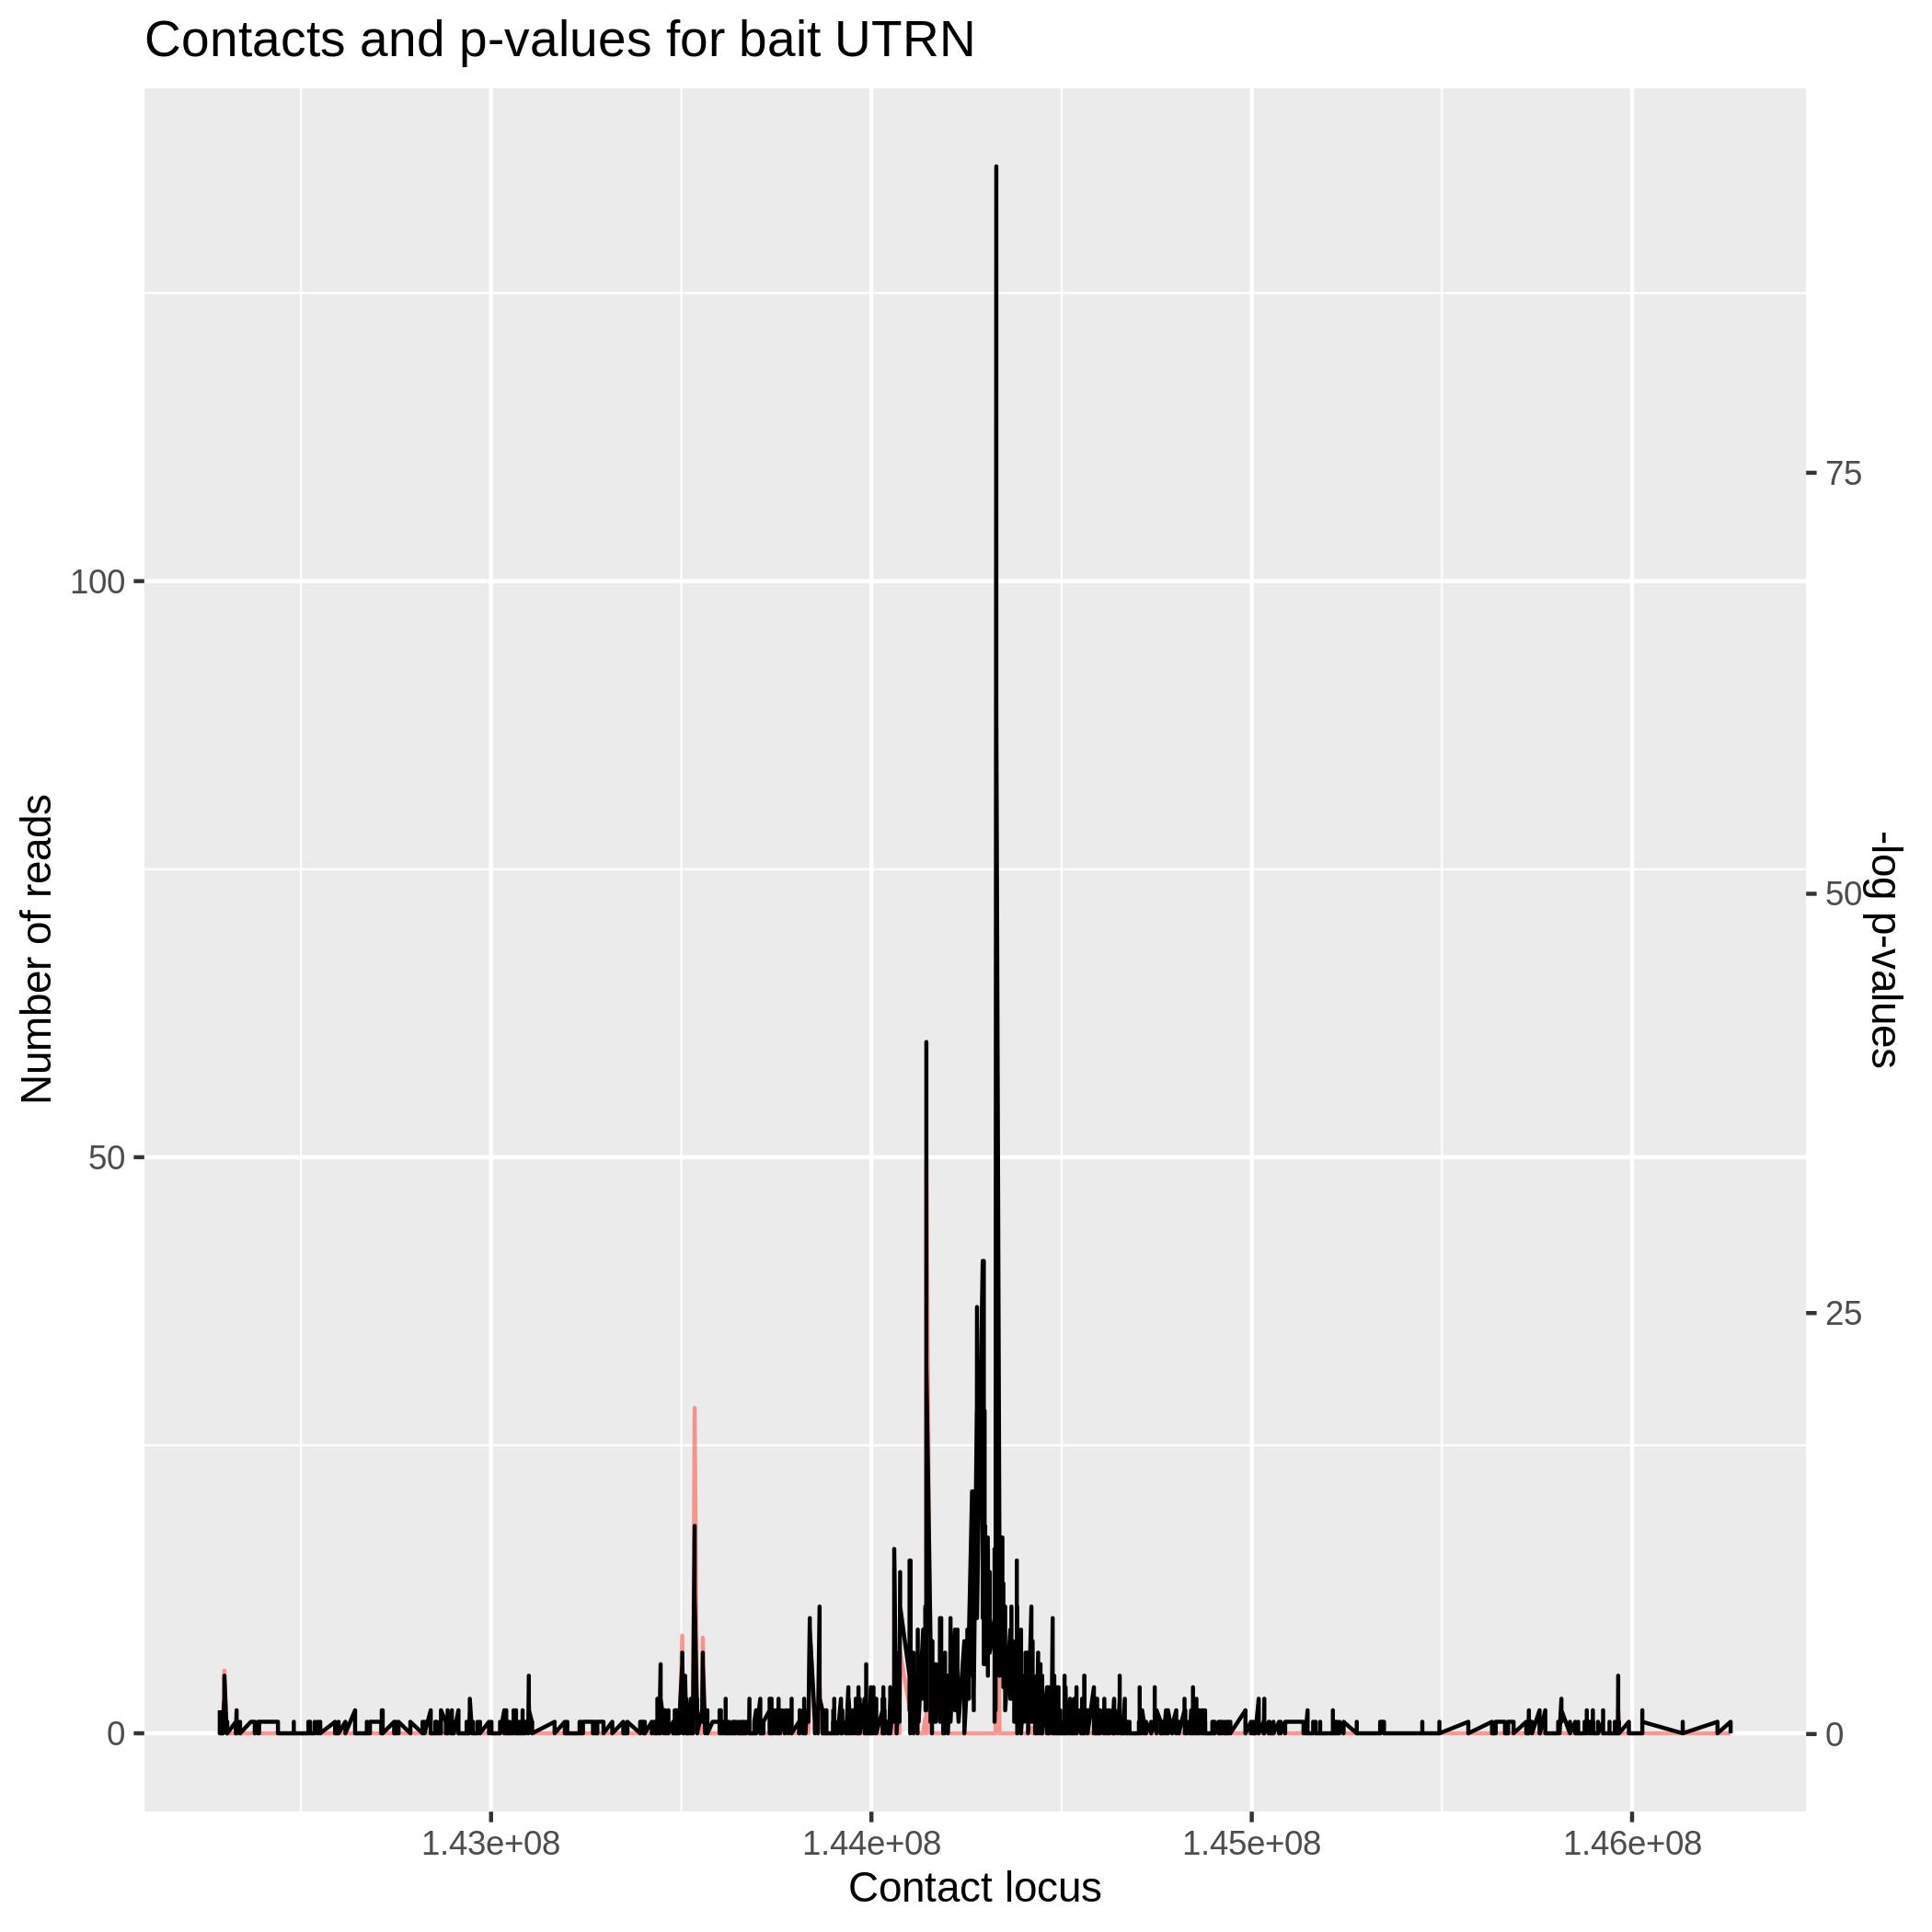 Contacts and p-values for bait UTRN
Number of reads
100
50
0
75
50
25
0
-log p-values
1.43e+08 1.44e+08 1.45e+08 1.46e+08
Contact locus